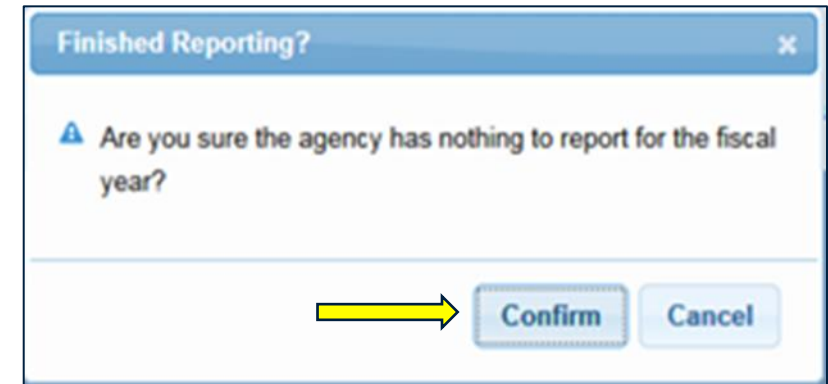 Finished Reporting?
Are you sure the agency has nothing to report for the fiscal
year?
Confirm Cancel